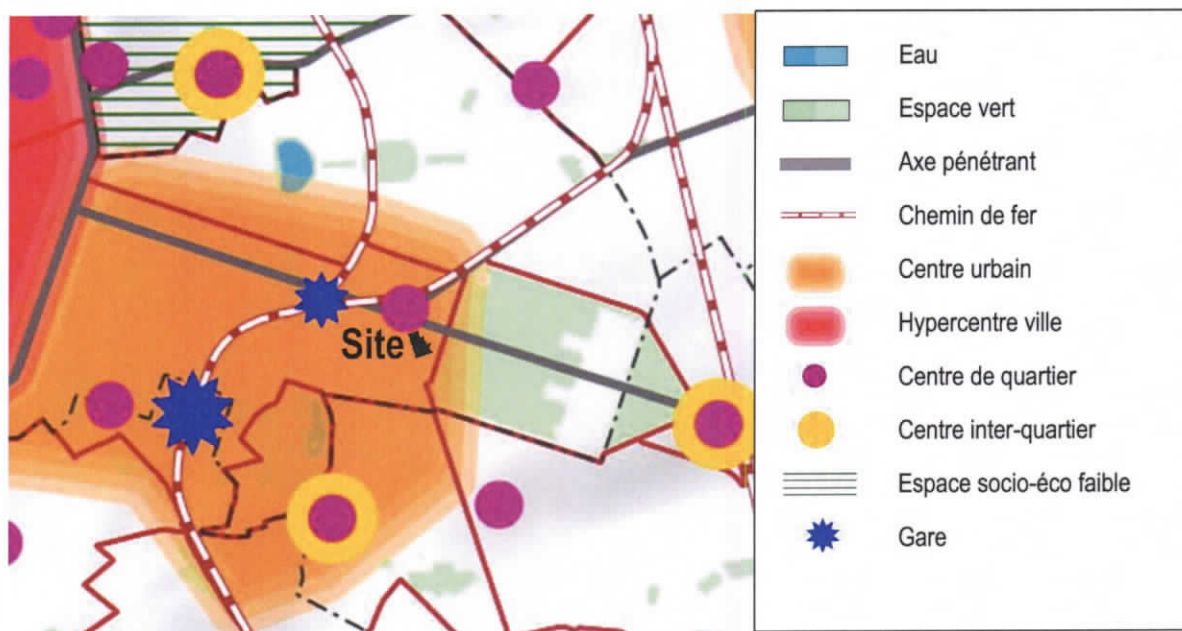 Site
Eau
Espace vert
Axe pénétrant
Chemin de fer
Centre urbain
Hypercentre ville
Centre de quartier
Centre inter-quartier
Espace socio-éco faible
Gare